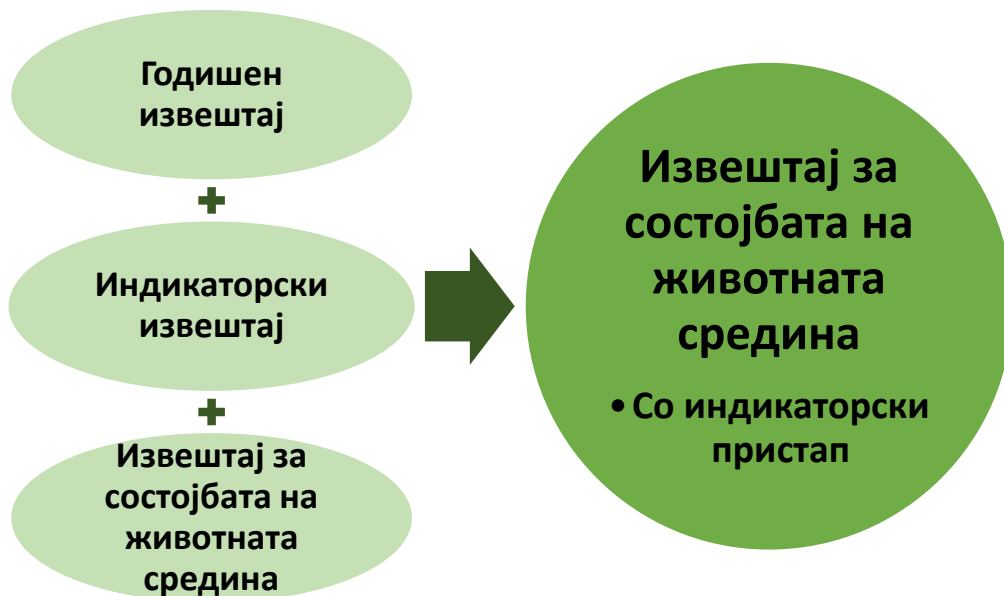 Годишен
извештај
Индикаторски
извештај
Извештај за
состојбата на
животната
средина
Извештај за
состојбата на
животната
средина
• Со индикаторски
пристап